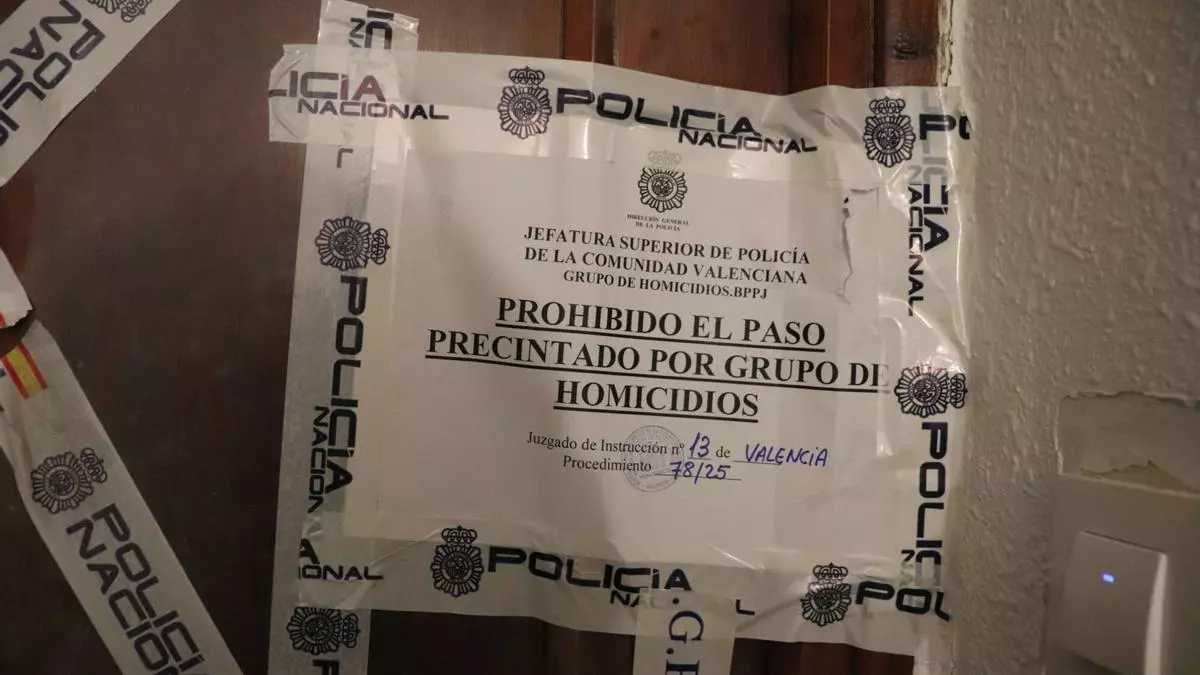 POLICIA
NACIONAL
POLICIA
NACIONAL
DIRECCIÓN GENERAL
DE LA POLICÍA
JEFATURA SUPERIOR DE POLICÍA
DE LA COMUNIDAD VALENCIANA
GRUPO DE HOMICIDIOS.BPPJ
PROHIBIDO EL PASO
PRECINTADO POR GRUPO DE
HOMICIDIOS
Juzgado de Instrucción nº 13 de VALENCIA
Procedimiento 78/25
POLICIA
NACIONAL
POLICIA
NACIONAL
POLICIA
NACIONAL